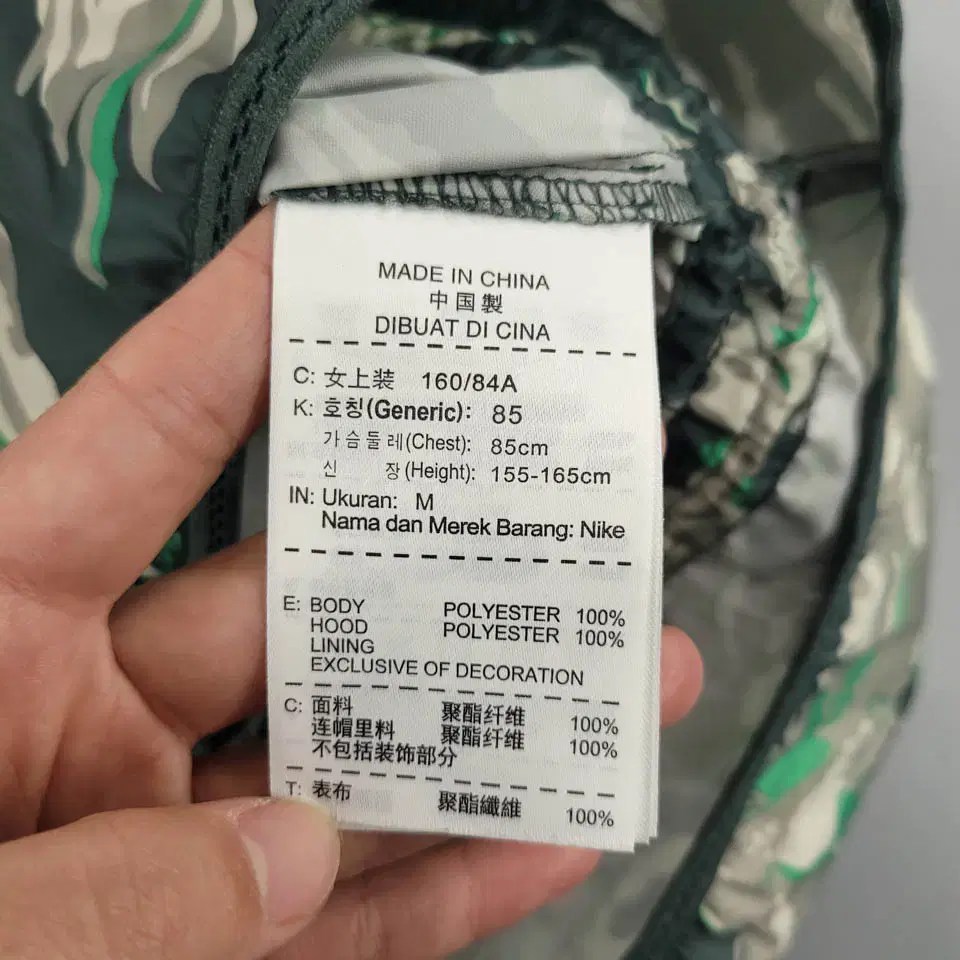 MADE IN CHINA
中国製
DIBUAT DI CINA
C: 女上装 160/84A
K: 호칭(Generic): 85
가슴둘레(Chest): 85cm
신 장(Height): 155-165cm
IN: Ukuran: M
Nama dan Merek Barang: Nike
E: BODY POLYESTER 100%
HOOD POLYESTER 100%
LINING
EXCLUSIVE OF DECORATION
C: 面料 聚酯纤维 100%
连帽里料 聚酯纤维 100%
不包括装饰部分
T: 表布 聚酯纖維 100%